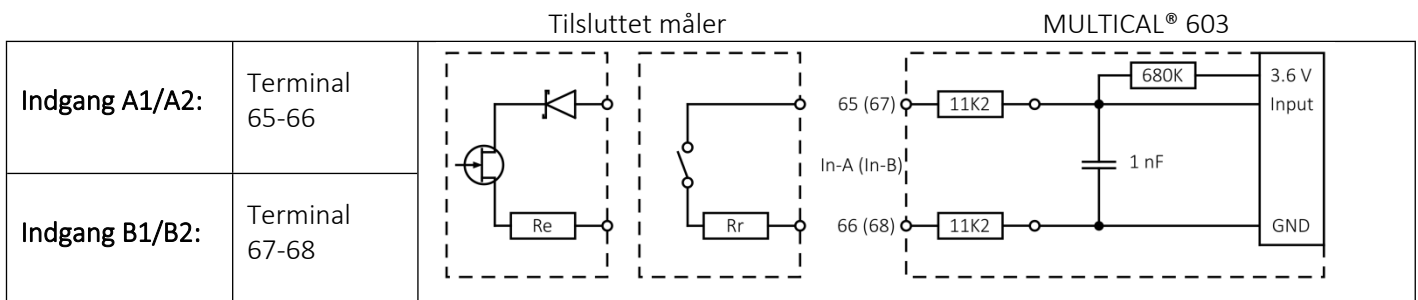 Tilsluttet måler
MULTICAL® 603
Indgang A1/A2:
Terminal
65-66
Indgang B1/B2:
Terminal
67-68
Re
Rr
65 (67)
In-A (In-B)
66 (68)
11K2
11K2
680K
1 nF
3.6 V
Input
GND